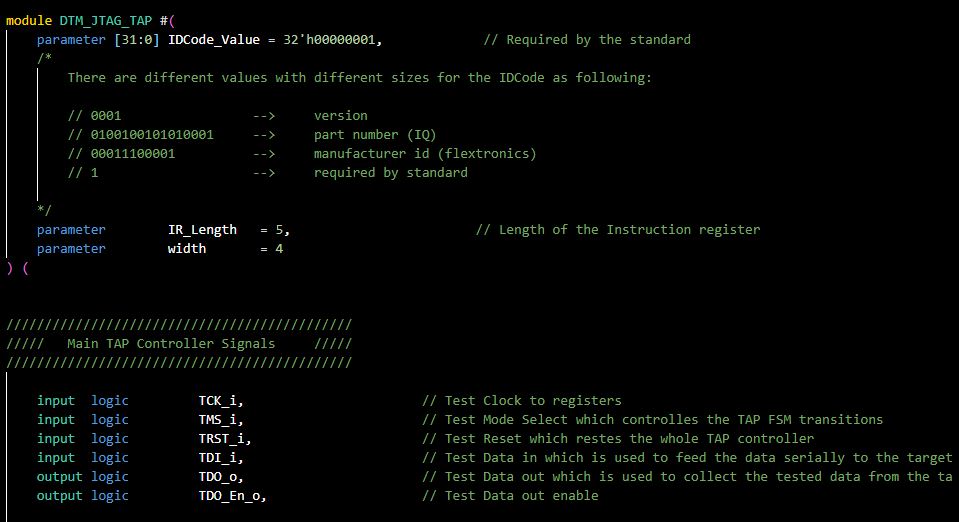 module DTM_JTAG_TAP #(
parameter [31:0] IDCode_Value = 32'h00000001, // Required by the standard
/*
There are different values with different sizes for the IDCode as following:
// 0001 --> version
// 0100100101010001 --> part number (IQ)
// 00011100001 --> manufacturer id (flextronics)
// 1 --> required by standard
*/
parameter IR_Length = 5, // Length of the Instruction register
parameter width = 4
) (
/////////////////////////////////////////////
///// Main TAP Controller Signals /////
/////////////////////////////////////////////
input logic TCK_i, // Test Clock to registers
input logic TMS_i, // Test Mode Select which controlles the TAP FSM transitions
input logic TRST_i, // Test Reset which restes the whole TAP controller
input logic TDI_i, // Test Data in which is used to feed the data serially to the target
output logic TDO_o, // Test Data out which is used to collect the tested data from the ta
output logic TDO_En_o, // Test Data out enable